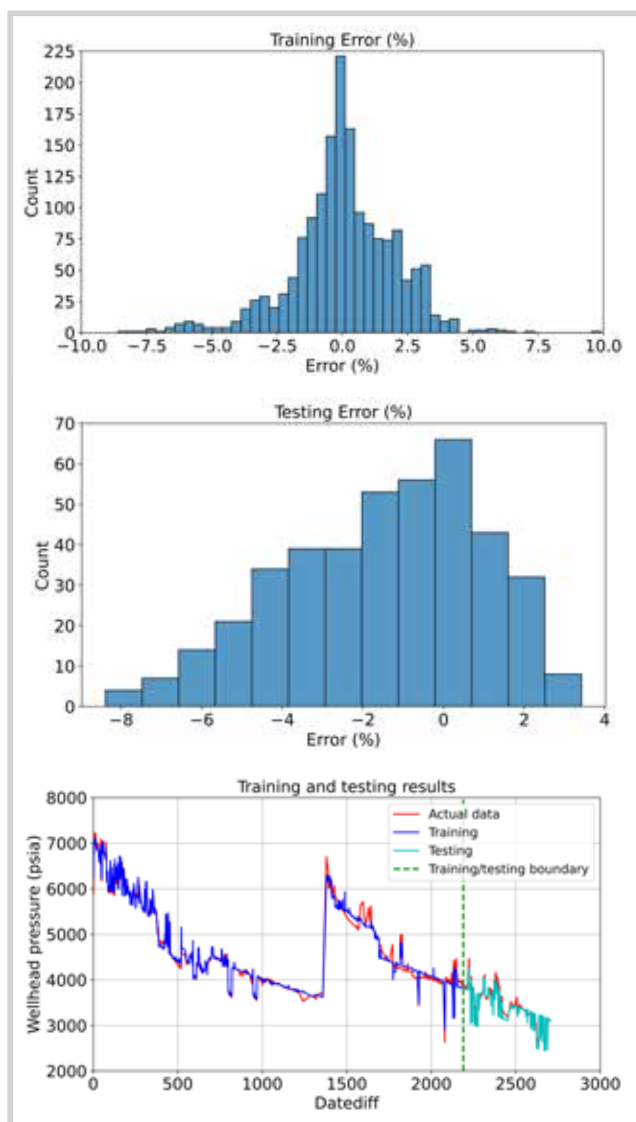 Training Error (%)
225
200
175
150
125
100
75
50
25
0
Count
−10.0 −7.5 −5.0 −2.5 0.0 2.5 5.0 7.5 10.0
Error (%)
Testing Error (%)
70
60
50
40
30
20
10
0
Count
−8 −6 −4 −2 0 2 4
Error (%)
Training and testing results
8000
7000
6000
5000
4000
3000
2000
Wellhead pressure (psia)
Actual data
Training
Testing
Training/testing boundary
0 500 1000 1500 2000 2500 3000
Datediff